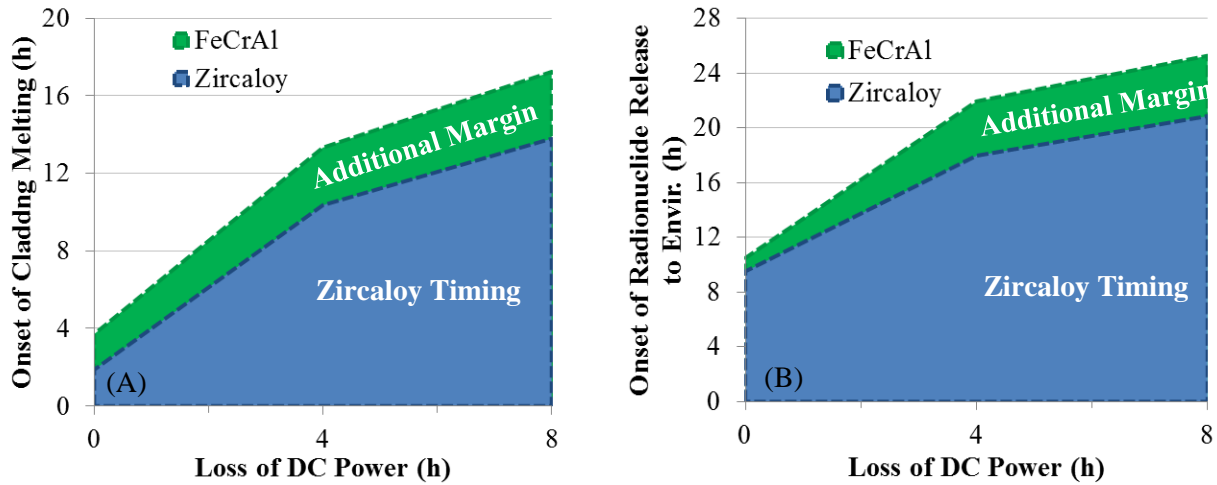 20
16
12
8
4
0
Onset of Claddng Melting (h)
FeCrAl
Zircaloy
Additional Margin
Zircaloy Timing
(A)
0
4
8
Loss of DC Power (h)
28
24
20
16
12
8
4
0
Onset of Radionuclide Release
to Envir. (h)
FeCrAl
Zircaloy
Additional Margin
Zircaloy Timing
(B)
0
4
8
Loss of DC Power (h)